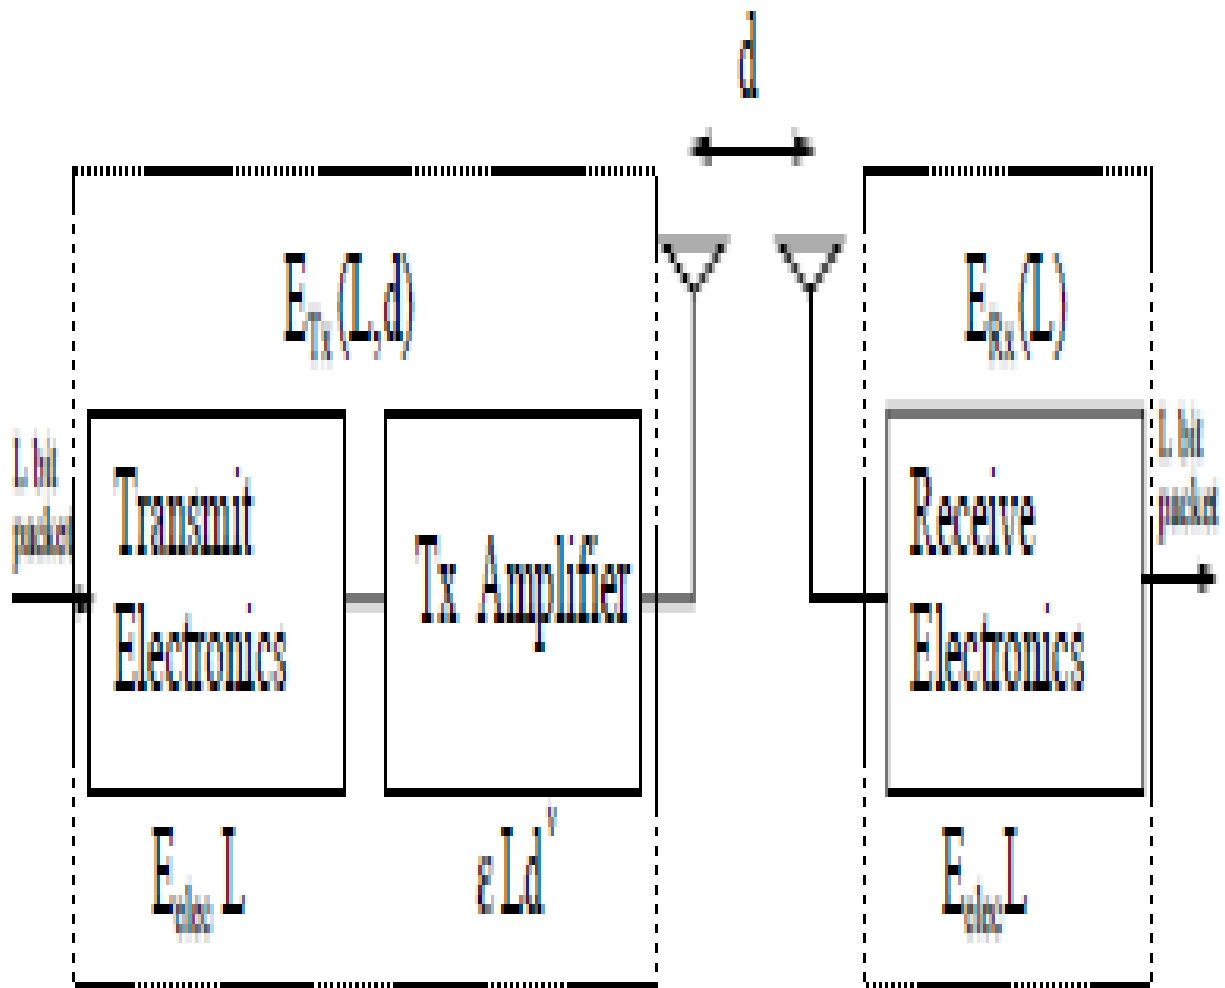 d
E_Tx(L,d)
E_Rx(L)
L bit
packet
Transmit
Electronics
Tx Amplifier
Receive
Electronics
L bit
packet
E_elec L
εLd^γ
E_elec L